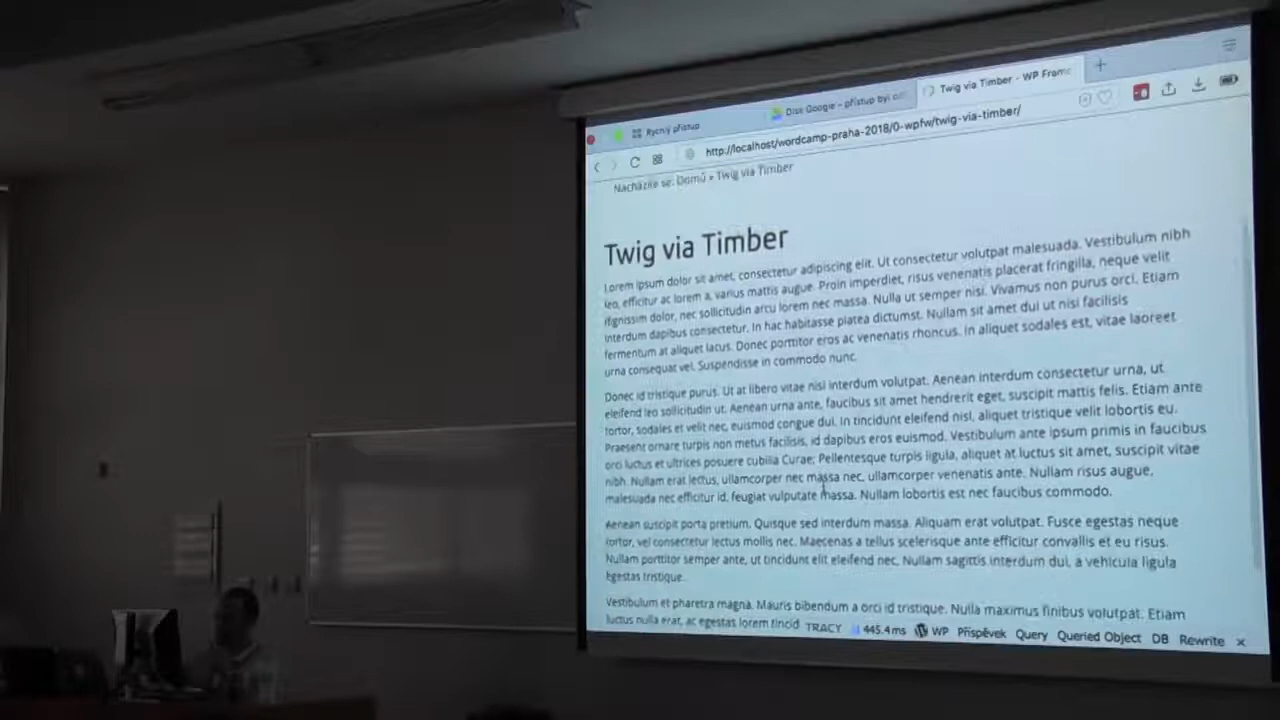 Rychlý přístup
Disk Google – přístup byl od
Twig via Timber - WP Frame
http://localhost/wordcamp-praha-2018/0-wpfw/twig-via-timber/
Nacházíte se: Domů » Twig via Timber
Twig via Timber
Lorem ipsum dolor sit amet, consectetur adipiscing elit. Ut consectetur volutpat malesuada. Vestibulum nibh
leo, efficitur ac lorem a, varius mattis augue. Proin imperdiet, risus venenatis placerat fringilla, neque velit
dignissim dolor, nec sollicitudin arcu lorem nec massa. Nulla ut semper nisi. Vivamus non purus orci. Etiam
interdum dapibus consectetur. In hac habitasse platea dictumst. Nullam sit amet dui ut nisi facilisis
fermentum at aliquet lacus. Donec porttitor eros ac venenatis rhoncus. In aliquet sodales est, vitae laoreet
urna consequat vel. Suspendisse in commodo nunc.
Donec id tristique purus. Ut at libero vitae nisi interdum volutpat. Aenean interdum consectetur urna, ut
eleifend leo sollicitudin ut. Aenean urna ante, faucibus sit amet hendrerit eget, suscipit mattis felis. Etiam ante
tortor, sodales et velit nec, euismod congue dui. In tincidunt eleifend nisl, aliquet tristique velit lobortis eu.
Praesent ornare turpis non metus facilisis, id dapibus eros euismod. Vestibulum ante ipsum primis in faucibus
orci luctus et ultrices posuere cubilia Curae; Pellentesque turpis ligula, aliquet at luctus sit amet, suscipit vitae
nibh. Nullam erat lectus, ullamcorper nec massa nec, ullamcorper venenatis ante. Nullam risus augue,
malesuada nec efficitur id, feugiat vulputate massa. Nullam lobortis est nec faucibus commodo.
Aenean suscipit porta pretium. Quisque sed interdum massa. Aliquam erat volutpat. Fusce egestas neque
tortor, vel consectetur lectus mollis nec. Maecenas a tellus scelerisque ante efficitur convallis et eu risus.
Nullam porttitor semper ante, ut tincidunt elit eleifend nec. Nullam sagittis interdum dui, a vehicula ligula
egestas tristique.
Vestibulum et pharetra magna. Mauris bibendum a orci id tristique. Nulla maximus finibus volutpat. Etiam
luctus nulla erat, ac egestas lorem tincid
TRACY 445.4 ms WP Příspěvek Query Queried Object DB Rewrite x